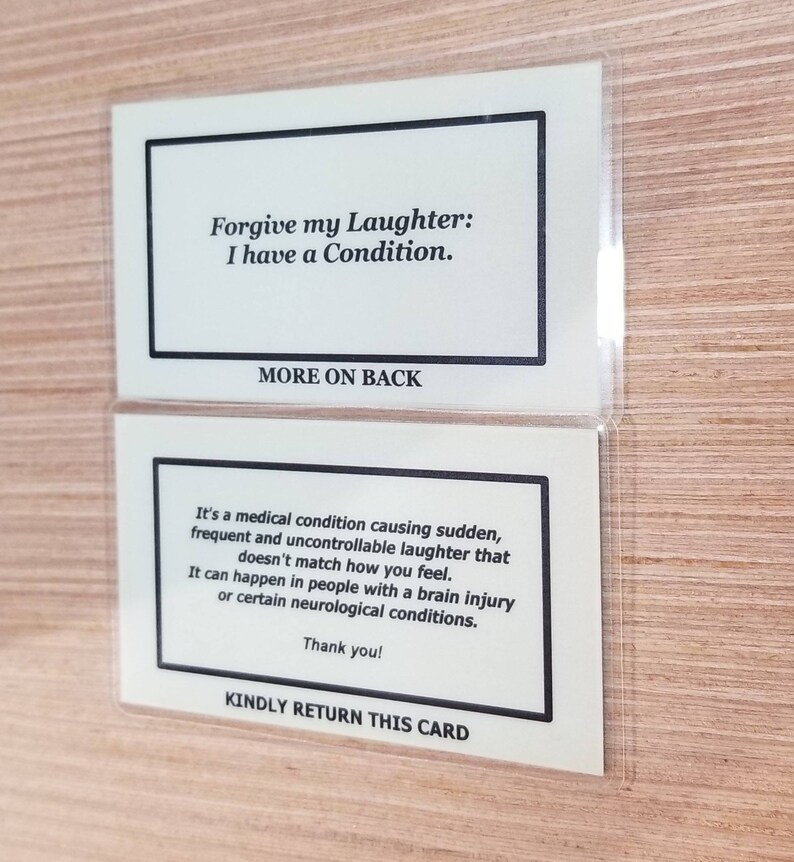 Forgive my Laughter:
I have a Condition.
MORE ON BACK
It's a medical condition causing sudden,
frequent and uncontrollable laughter that
doesn't match how you feel.
It can happen in people with a brain injury
or certain neurological conditions.
Thank you!
KINDLY RETURN THIS CARD